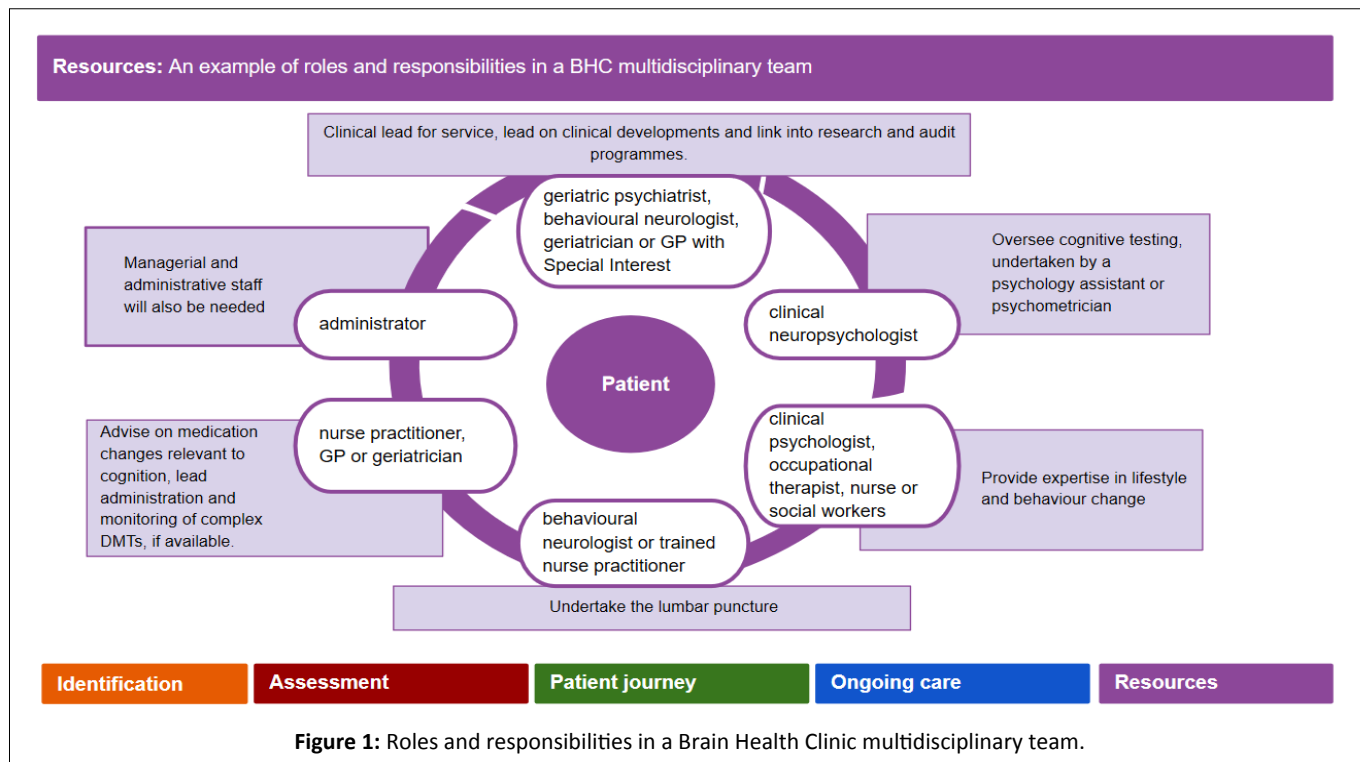 Resources: An example of roles and responsibilities in a BHC multidisciplinary team
Clinical lead for service, lead on clinical developments and link into research and audit
programmes.
geriatric psychiatrist,
behavioural neurologist,
geriatrician or GP with
Special Interest
Managerial and
administrative staff
will also be needed
administrator
Oversee cognitive testing,
undertaken by a
psychology assistant or
psychometrician
clinical
neuropsychologist
Patient
Advise on medication
changes relevant to
cognition, lead
administration and
monitoring of complex
DMTs, if available.
nurse practitioner,
GP or geriatrician
clinical
psychologist,
occupational
therapist, nurse or
social workers
Provide expertise in lifestyle
and behaviour change
behavioural
neurologist or trained
nurse practitioner
Undertake the lumbar puncture
Identification
Assessment
Patient journey
Ongoing care
Resources
Figure 1: Roles and responsibilities in a Brain Health Clinic multidisciplinary team.